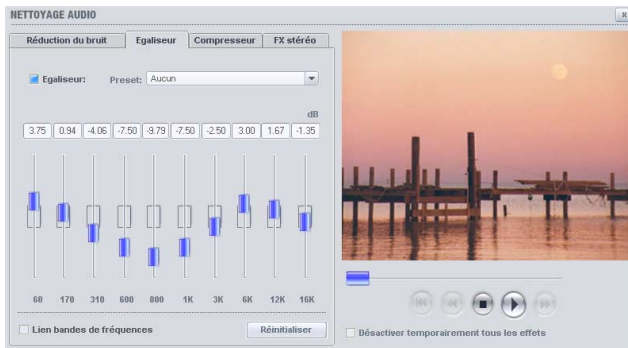 NETTOYAGE AUDIO
x
Réduction du bruit Egaliseur Compresseur FX stéréo
Egaliseur: Preset: Aucun
dB
3.75 0.94 -4.06 -7.50 -9.79 -7.50 -2.50 3.00 1.67 -1.35
60 170 310 600 800 1K 3K 6K 12K 16K
Lien bandes de fréquences Réinitialiser
Désactiver temporairement tous les effets